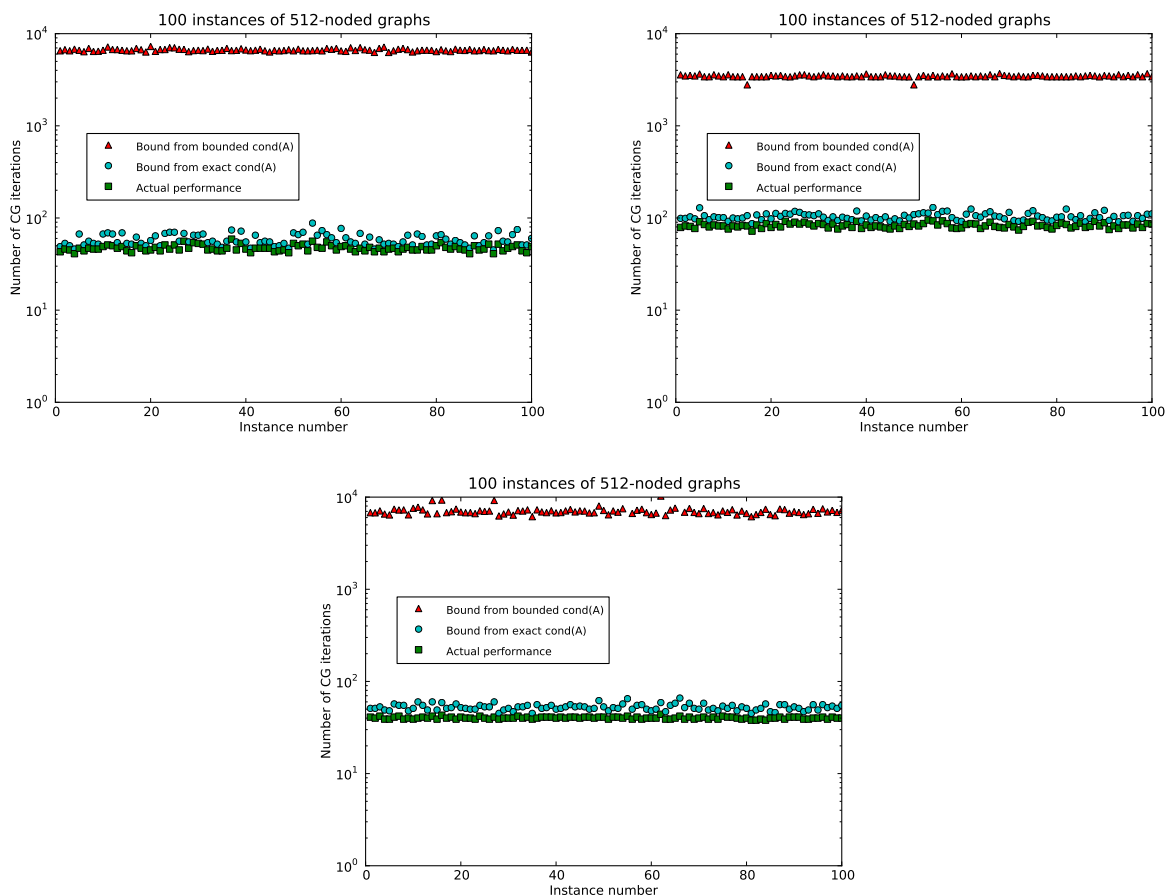 100 instances of 512-noded graphs
10^4
10^3
10^2
10^1
10^0
Number of CG iterations
Bound from bounded cond(A)
Bound from exact cond(A)
Actual performance
0 20 40 60 80 100
Instance number
100 instances of 512-noded graphs
10^4
10^3
10^2
10^1
10^0
Number of CG iterations
Bound from bounded cond(A)
Bound from exact cond(A)
Actual performance
0 20 40 60 80 100
Instance number
100 instances of 512-noded graphs
10^4
10^3
10^2
10^1
10^0
Number of CG iterations
Bound from bounded cond(A)
Bound from exact cond(A)
Actual performance
0 20 40 60 80 100
Instance number